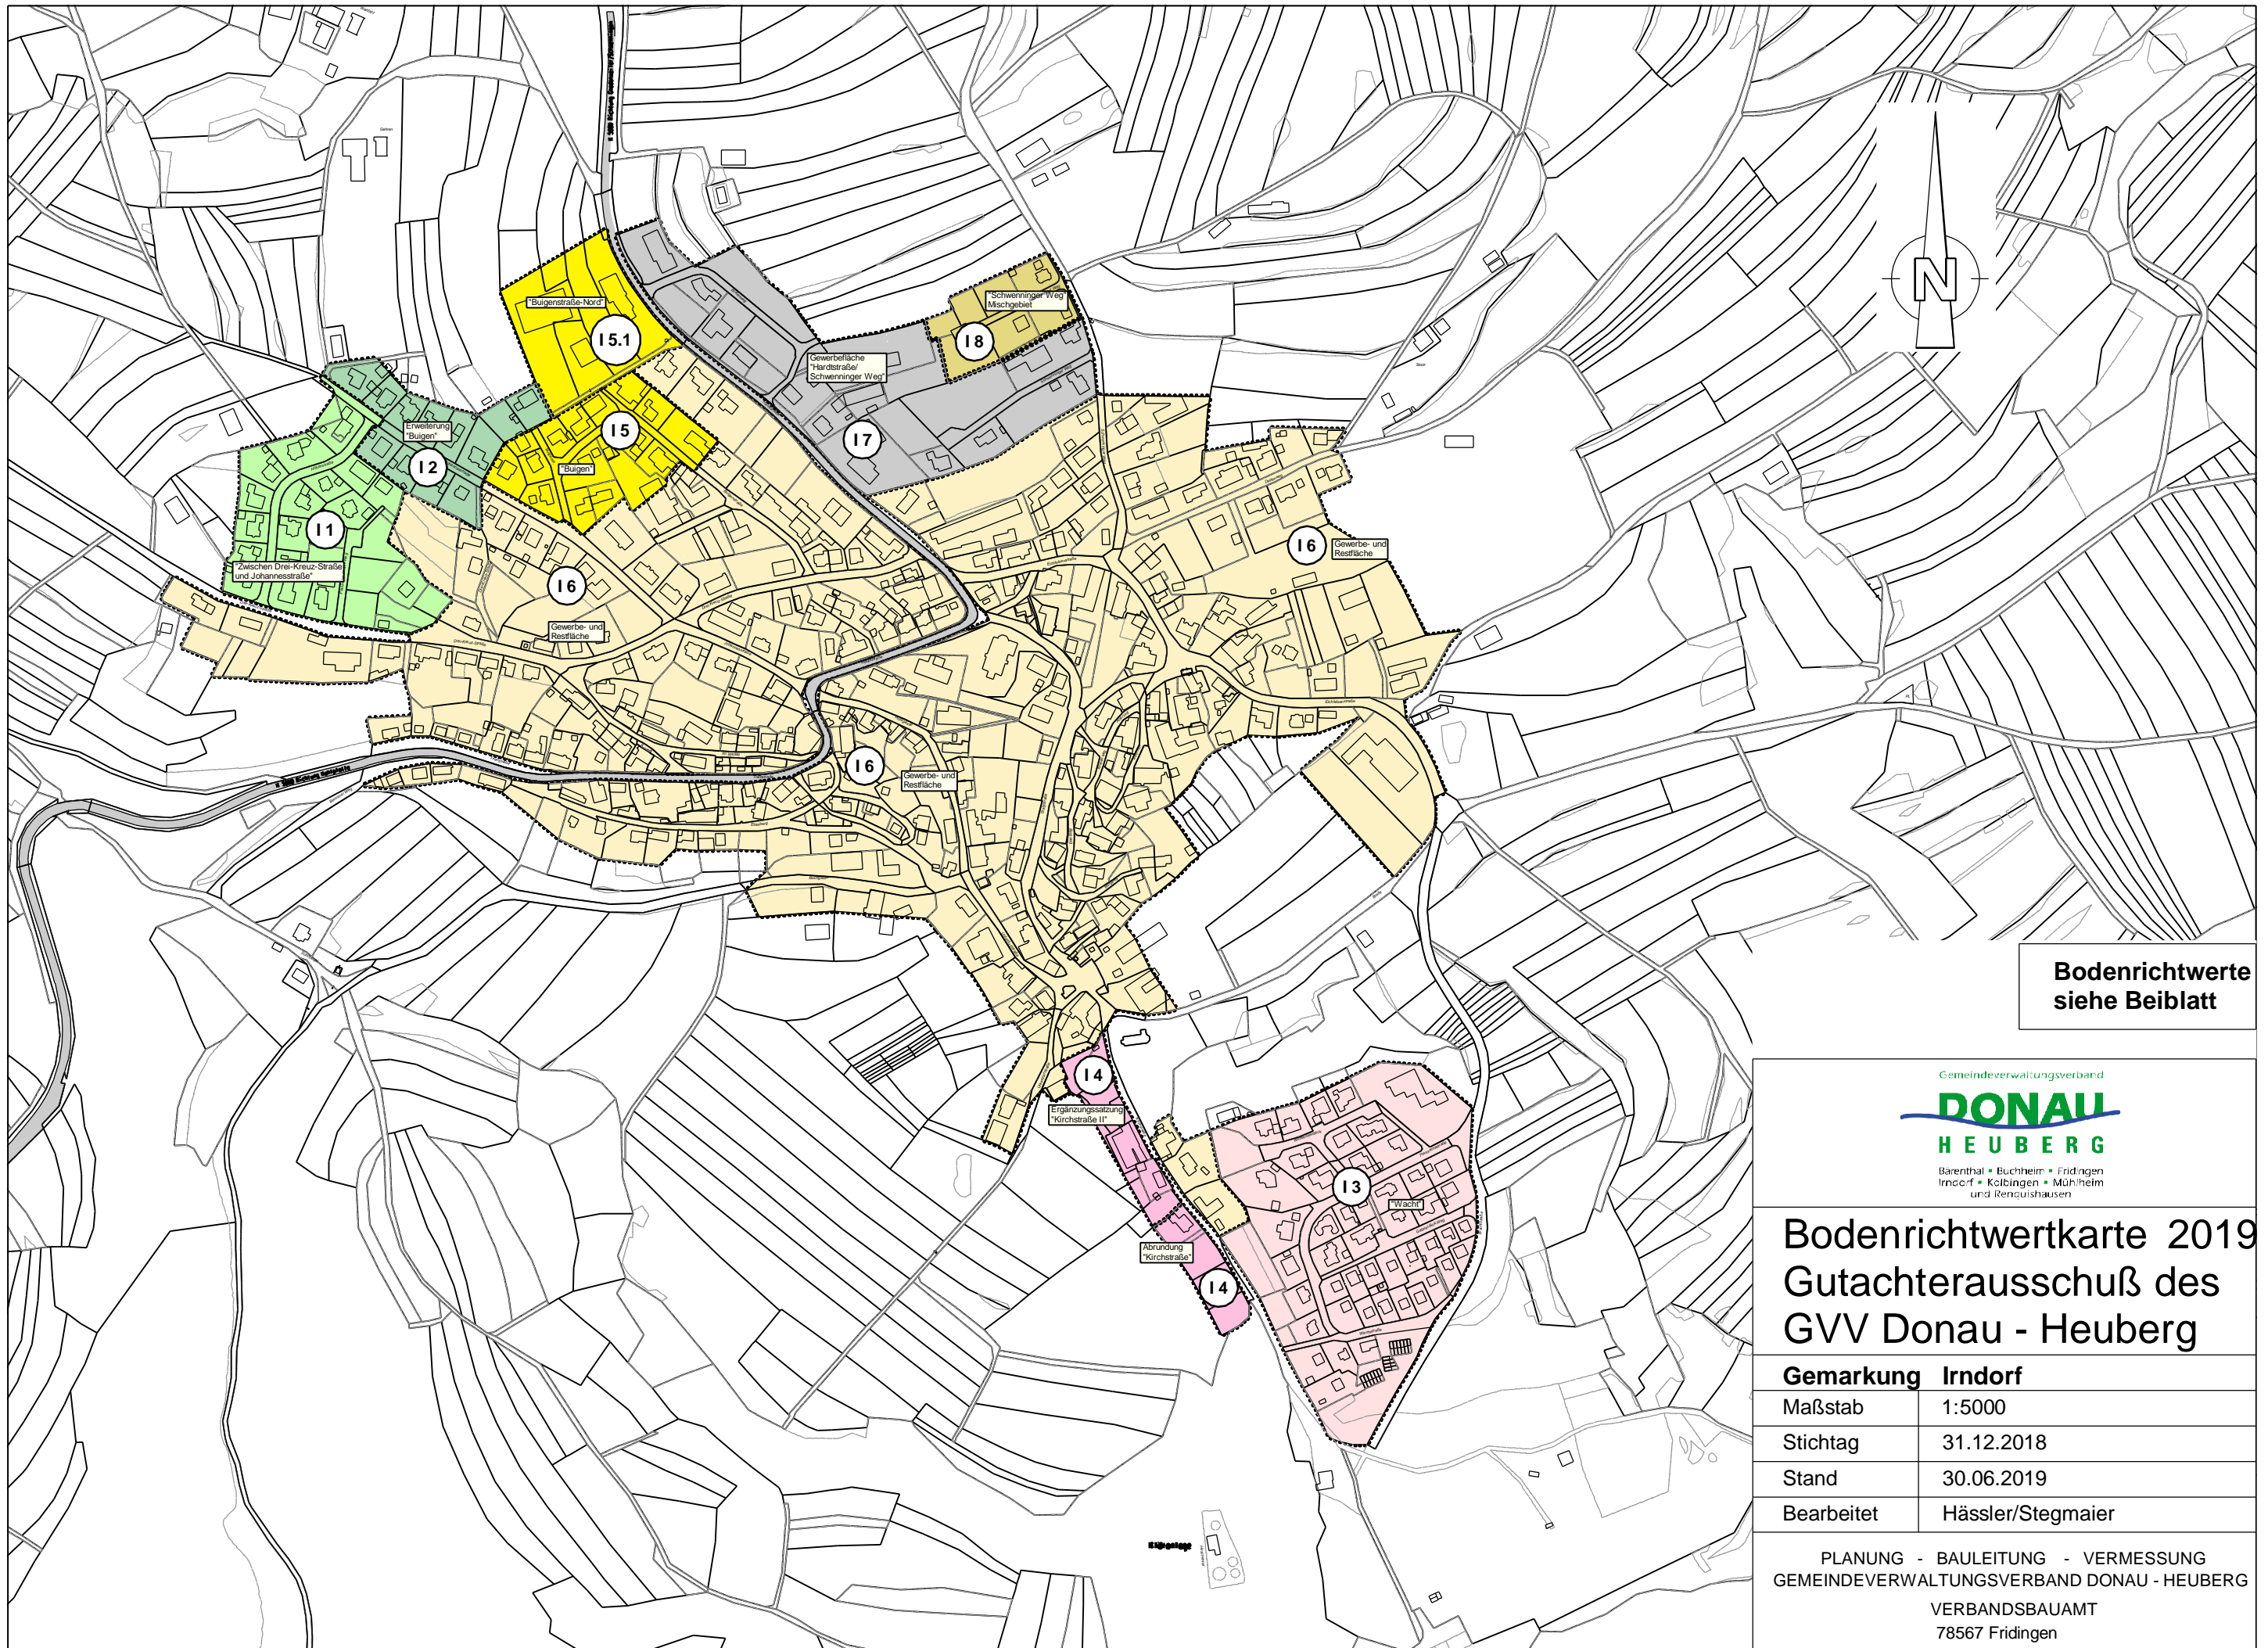 "Buigenstraße-Nord"
I 5.1
"Schwenninger Weg"
Mischgebiet
I 8
Gewerbefläche
"Hardtstraße/
Schwenninger Weg"
I 7
Erweiterung
"Buigen"
I 2
I 5
"Buigen"
I 1
"Zwischen Drei-Kreuz-Straße
und Johannesstraße"
I 6
Gewerbe- und
Restfläche
I 6
Gewerbe- und
Restfläche
I 6
Gewerbe- und
Restfläche
I 4
Ergänzungssatzung
"Kirchstraße II"
I 3
"Wacht"
Abrundung
"Kirchstraße"
I 4
N
Bodenrichtwerte
siehe Beiblatt
Gemeindeverwaltungsverband
DONAU
HEUBERG
Bärenthal • Buchheim • Fridingen
Irndorf • Kolbingen • Mühlheim
und Renquishausen
Bodenrichtwertkarte 2019
Gutachterausschuß des
GVV Donau - Heuberg
Gemarkung Irndorf
Maßstab 1:5000
Stichtag 31.12.2018
Stand 30.06.2019
Bearbeitet Hässler/Stegmaier
PLANUNG - BAULEITUNG - VERMESSUNG
GEMEINDEVERWALTUNGSVERBAND DONAU - HEUBERG
VERBANDSBAUAMT
78567 Fridingen